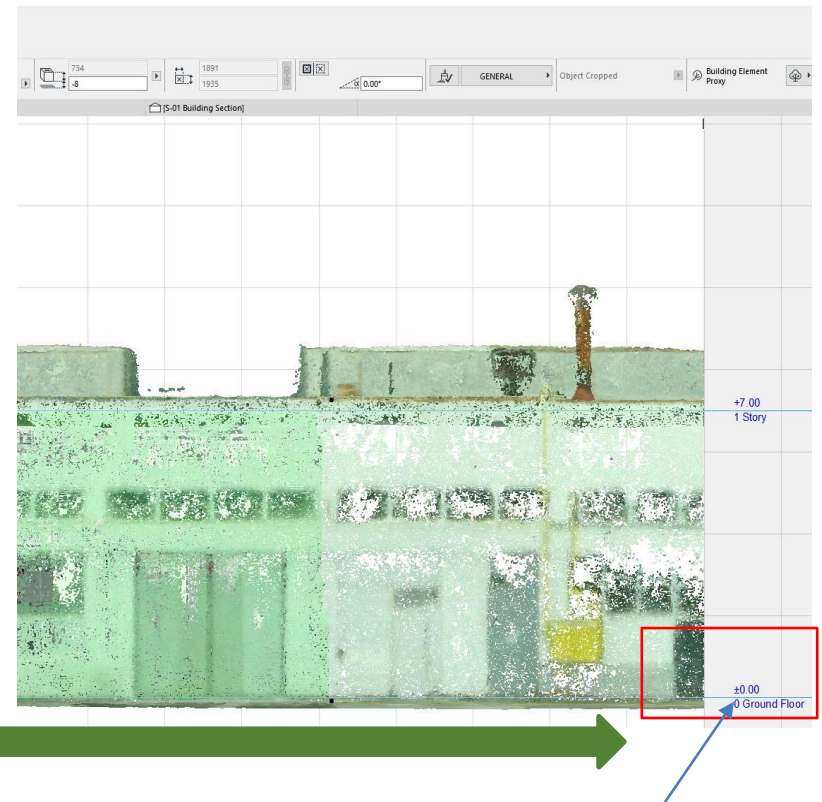 734
-8
1891
1935
0.00°
GENERAL
Object Cropped
Building Element
Proxy
[S-01 Building Section]
+7.00
1 Story
±0.00
0 Ground Floor